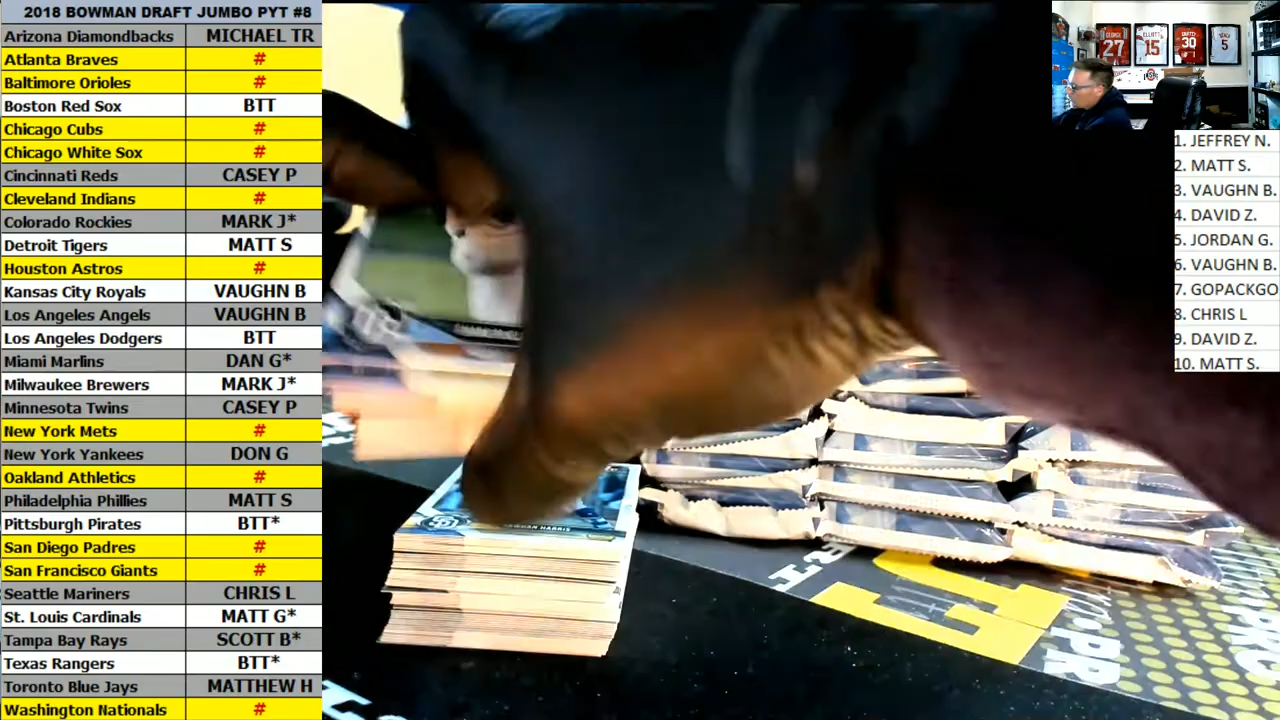 2018 BOWMAN DRAFT JUMBO PYT #8
Arizona Diamondbacks MICHAEL TR
Atlanta Braves #
Baltimore Orioles #
Boston Red Sox BTT
Chicago Cubs #
Chicago White Sox #
Cincinnati Reds CASEY P
Cleveland Indians #
Colorado Rockies MARK J*
Detroit Tigers MATT S
Houston Astros #
Kansas City Royals VAUGHN B
Los Angeles Angels VAUGHN B
Los Angeles Dodgers BTT
Miami Marlins DAN G*
Milwaukee Brewers MARK J*
Minnesota Twins CASEY P
New York Mets #
New York Yankees DON G
Oakland Athletics #
Philadelphia Phillies MATT S
Pittsburgh Pirates BTT*
San Diego Padres #
San Francisco Giants #
Seattle Mariners CHRIS L
St. Louis Cardinals MATT G*
Tampa Bay Rays SCOTT B*
Texas Rangers BTT*
Toronto Blue Jays MATTHEW H
Washington Nationals #
27
15
30
5
1. JEFFREY N.
2. MATT S.
3. VAUGHN B.
4. DAVID Z.
5. JORDAN G.
6. VAUGHN B.
7. GOPACKGO
8. CHRIS L
9. DAVID Z.
10. MATT S.
HARRIS